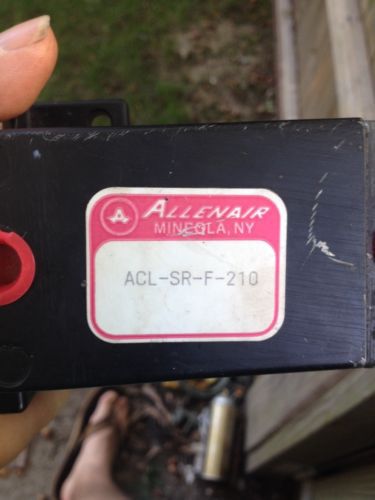 A
ALLENAIR
MINEOLA, NY
ACL-SR-F-210